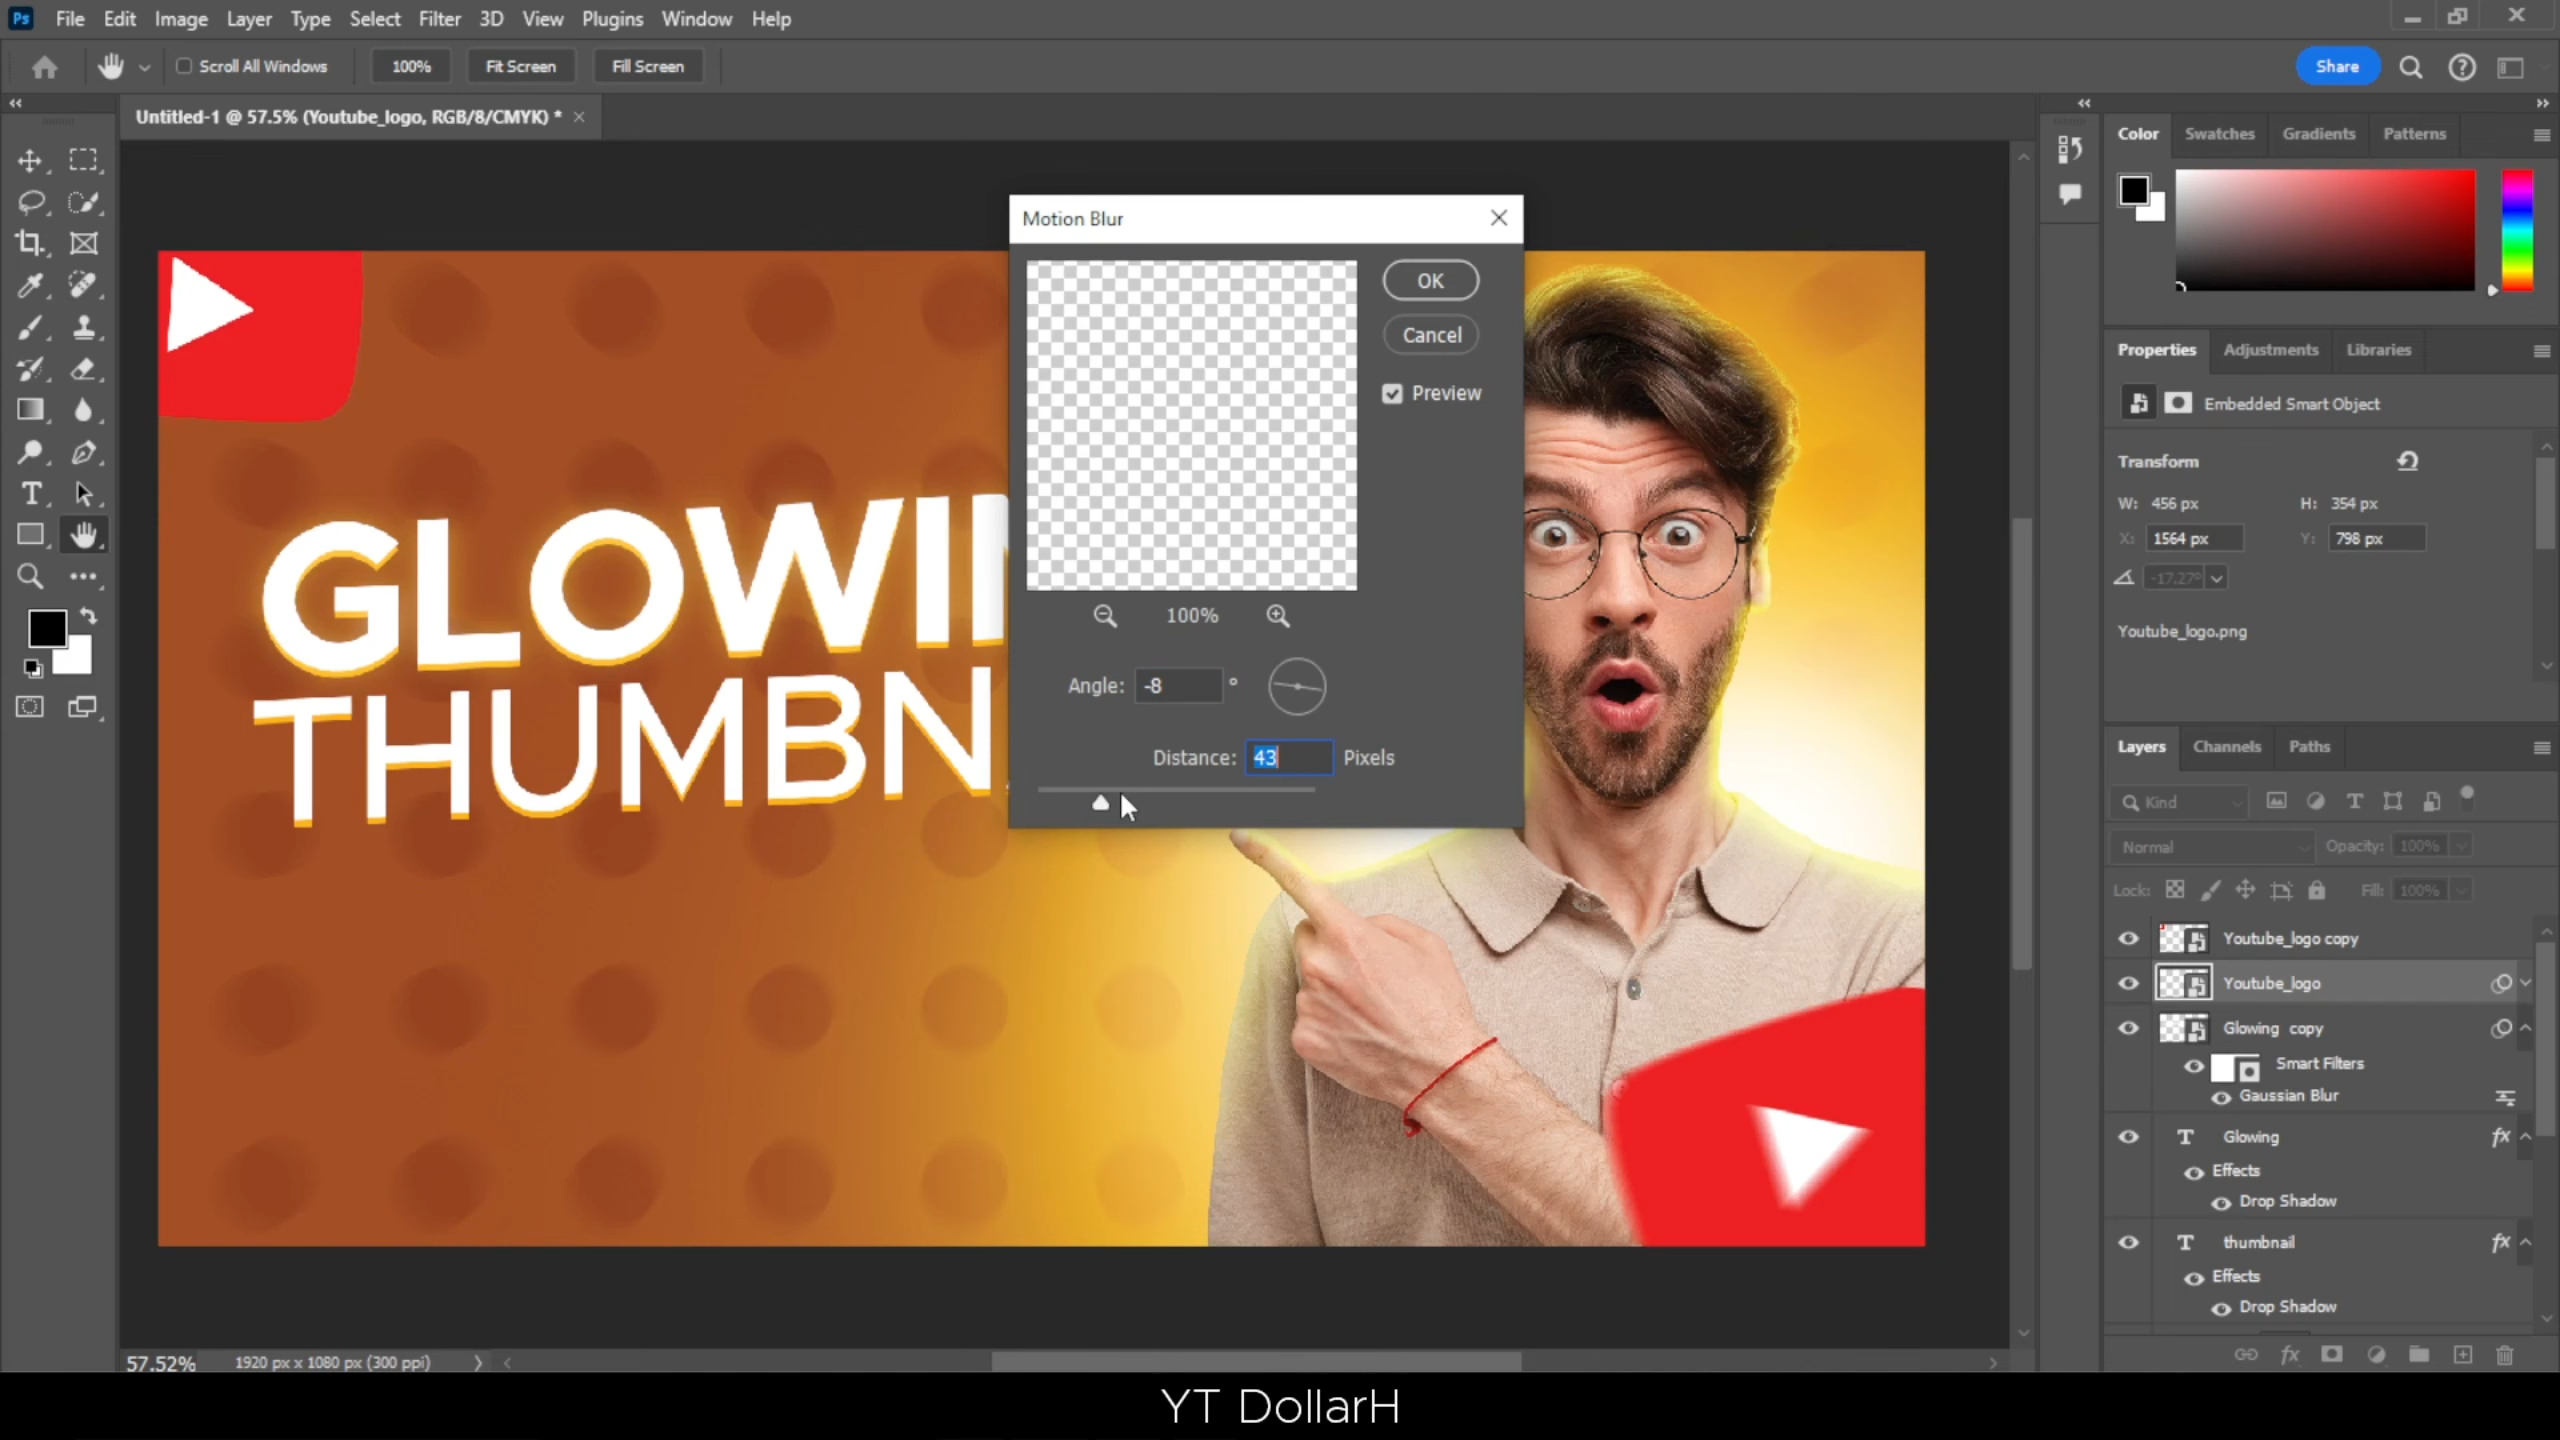 Ps File Edit Image Layer Type Select Filter 3D View Plugins Window Help
Scroll All Windows 100% Fit Screen Fill Screen Share
Untitled-1 @ 57.5% (Youtube_logo, RGB/8/CMYK) *
GLOWIN
THUMBN
Motion Blur
OK
Cancel
Preview
100%
Angle: -8 °
Distance: 43 Pixels
Color Swatches Gradients Patterns
Properties Adjustments Libraries
Embedded Smart Object
Transform
W: 456 px H: 354 px
X: 1564 px Y: 798 px
-17.27°
Youtube_logo.png
Layers Channels Paths
Kind
Normal Opacity: 100%
Lock: Fill: 100%
Youtube_logo copy
Youtube_logo
Glowing copy
Smart Filters
Gaussian Blur
T Glowing fx
Effects
Drop Shadow
T thumbnail fx
Effects
Drop Shadow
fx
57.52% 1920 px x 1080 px (300 ppi)
YT DollarH